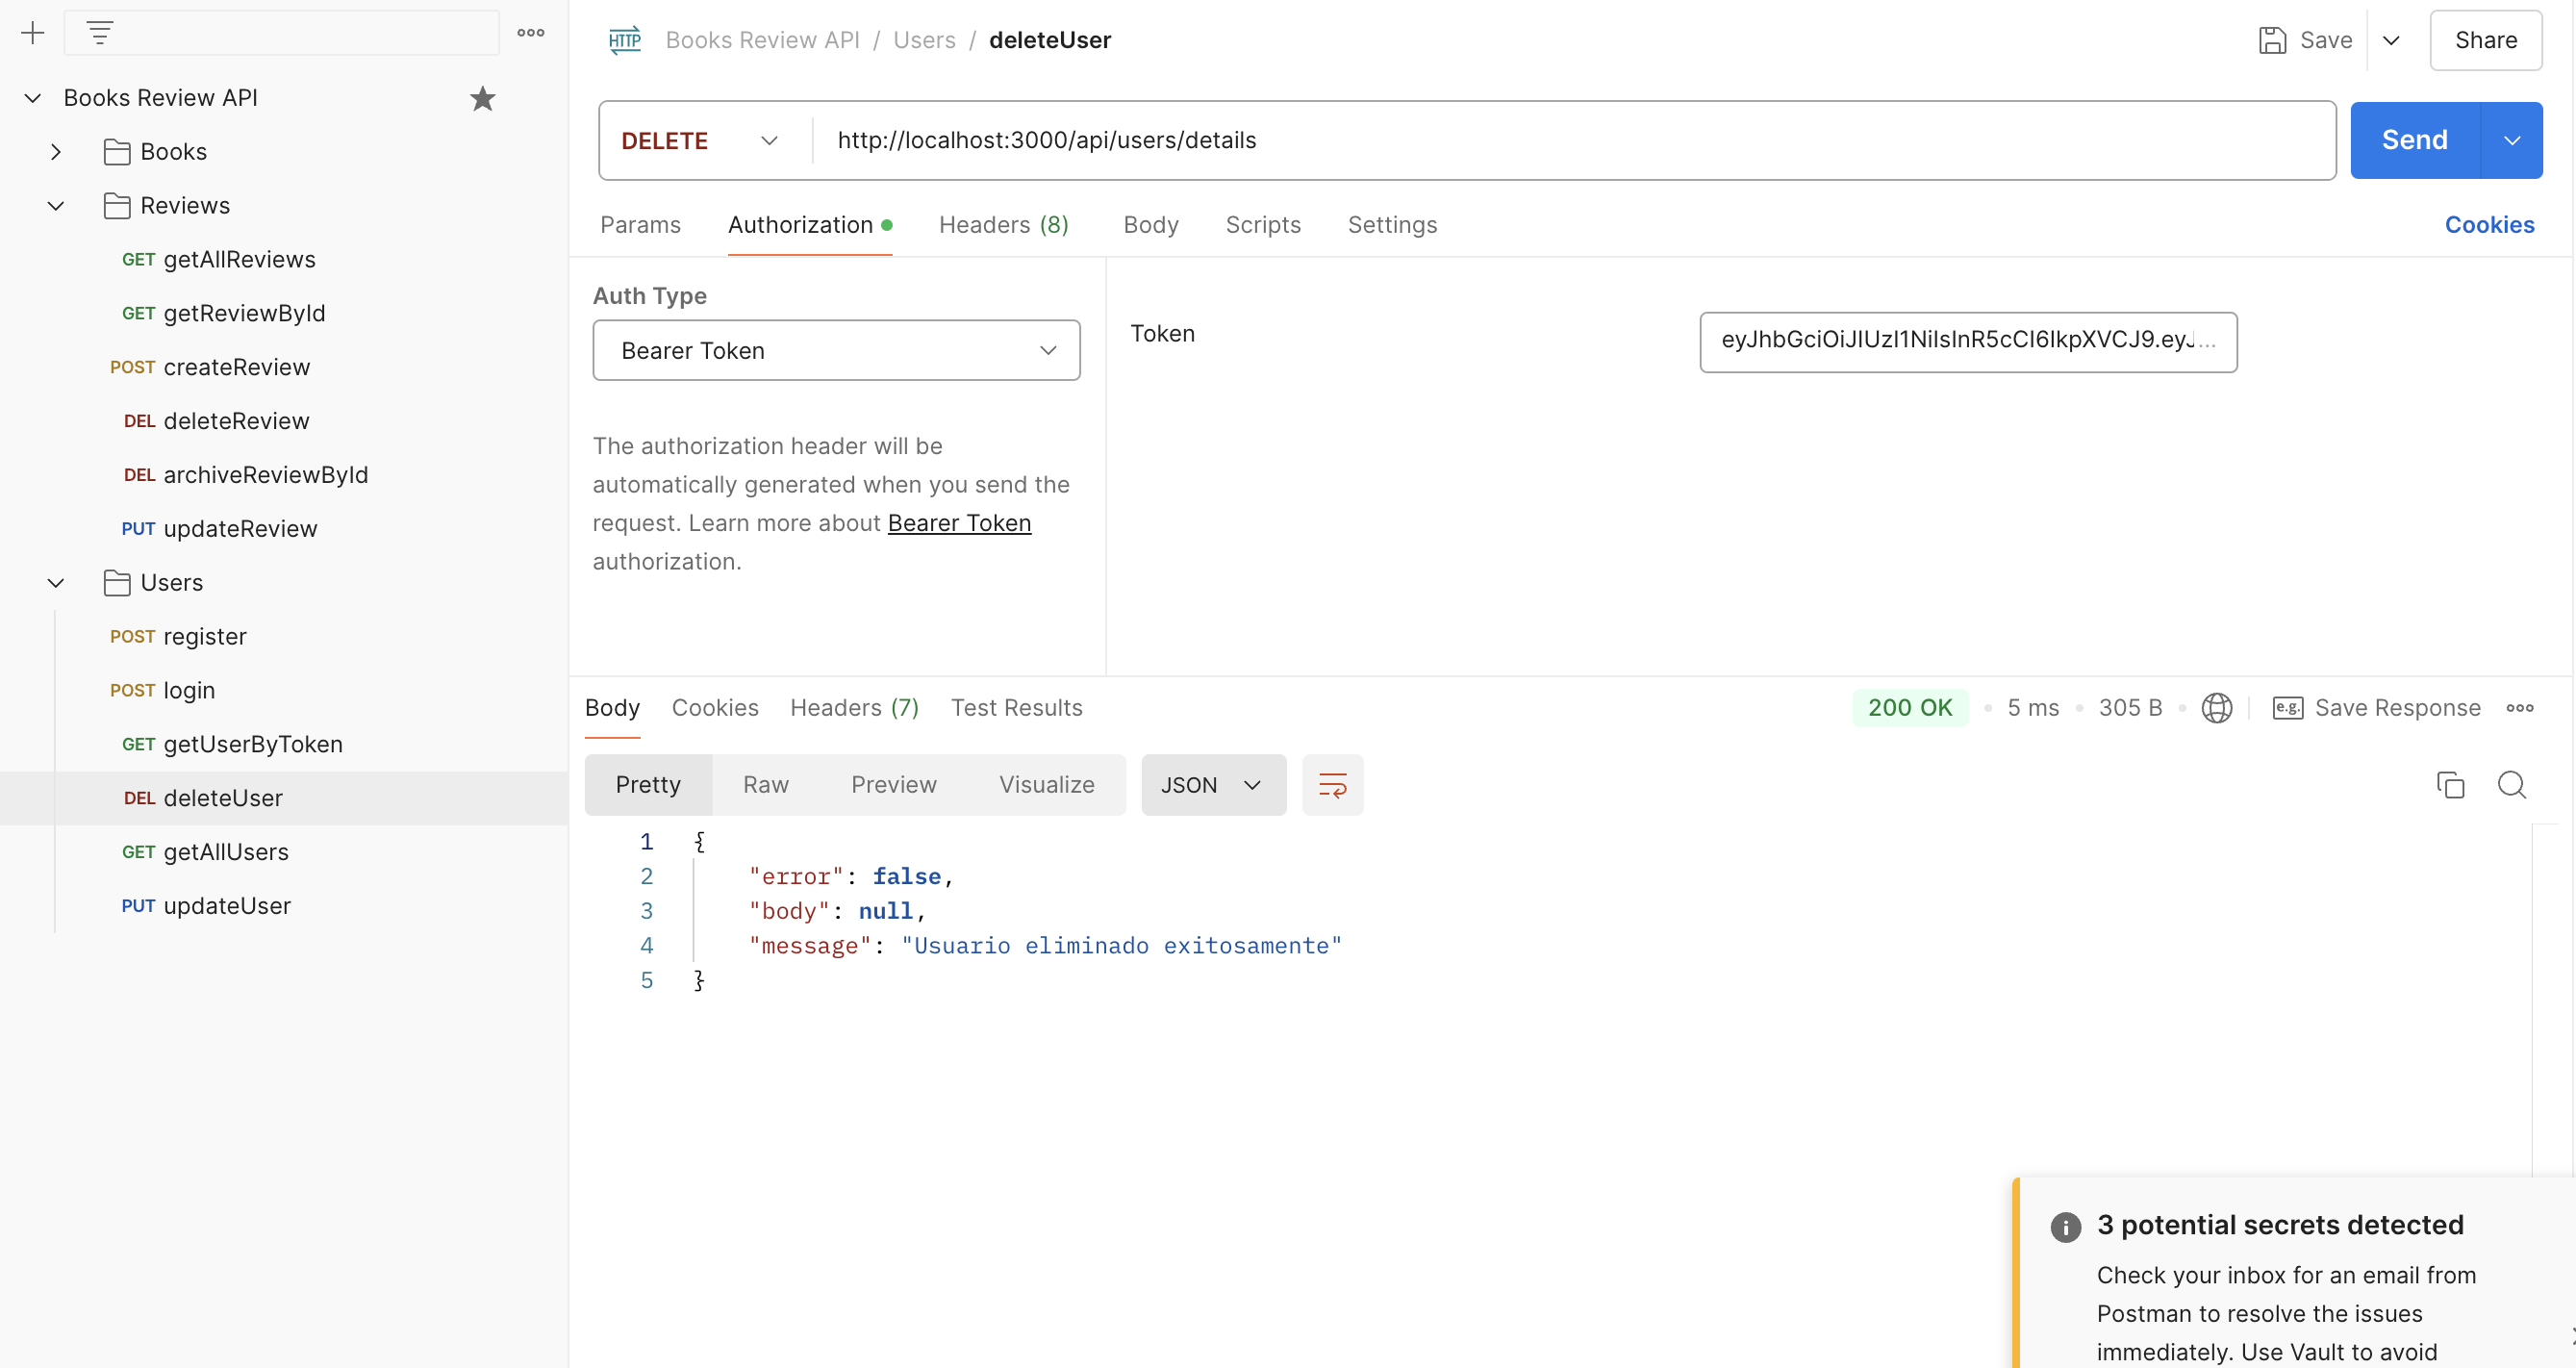 Books Review API
Books
Reviews
GET getAllReviews
GET getReviewById
POST createReview
DEL deleteReview
DEL archiveReviewById
PUT updateReview
Users
POST register
POST login
GET getUserByToken
DEL deleteUser
GET getAllUsers
PUT updateUser
HTTP Books Review API / Users / deleteUser
Save
Share
DELETE http://localhost:3000/api/users/details
Send
Params Authorization Headers (8) Body Scripts Settings Cookies
Auth Type
Bearer Token
The authorization header will be
automatically generated when you send the
request. Learn more about Bearer Token
authorization.
Token
eyJhbGciOiJIUzI1NiIsInR5cCI6IkpXVCJ9.eyJ...
Body Cookies Headers (7) Test Results
200 OK • 5 ms • 305 B • e.g. Save Response
Pretty Raw Preview Visualize JSON
1 {
2 "error": false,
3 "body": null,
4 "message": "Usuario eliminado exitosamente"
5 }
3 potential secrets detected
Check your inbox for an email from
Postman to resolve the issues
immediately. Use Vault to avoid